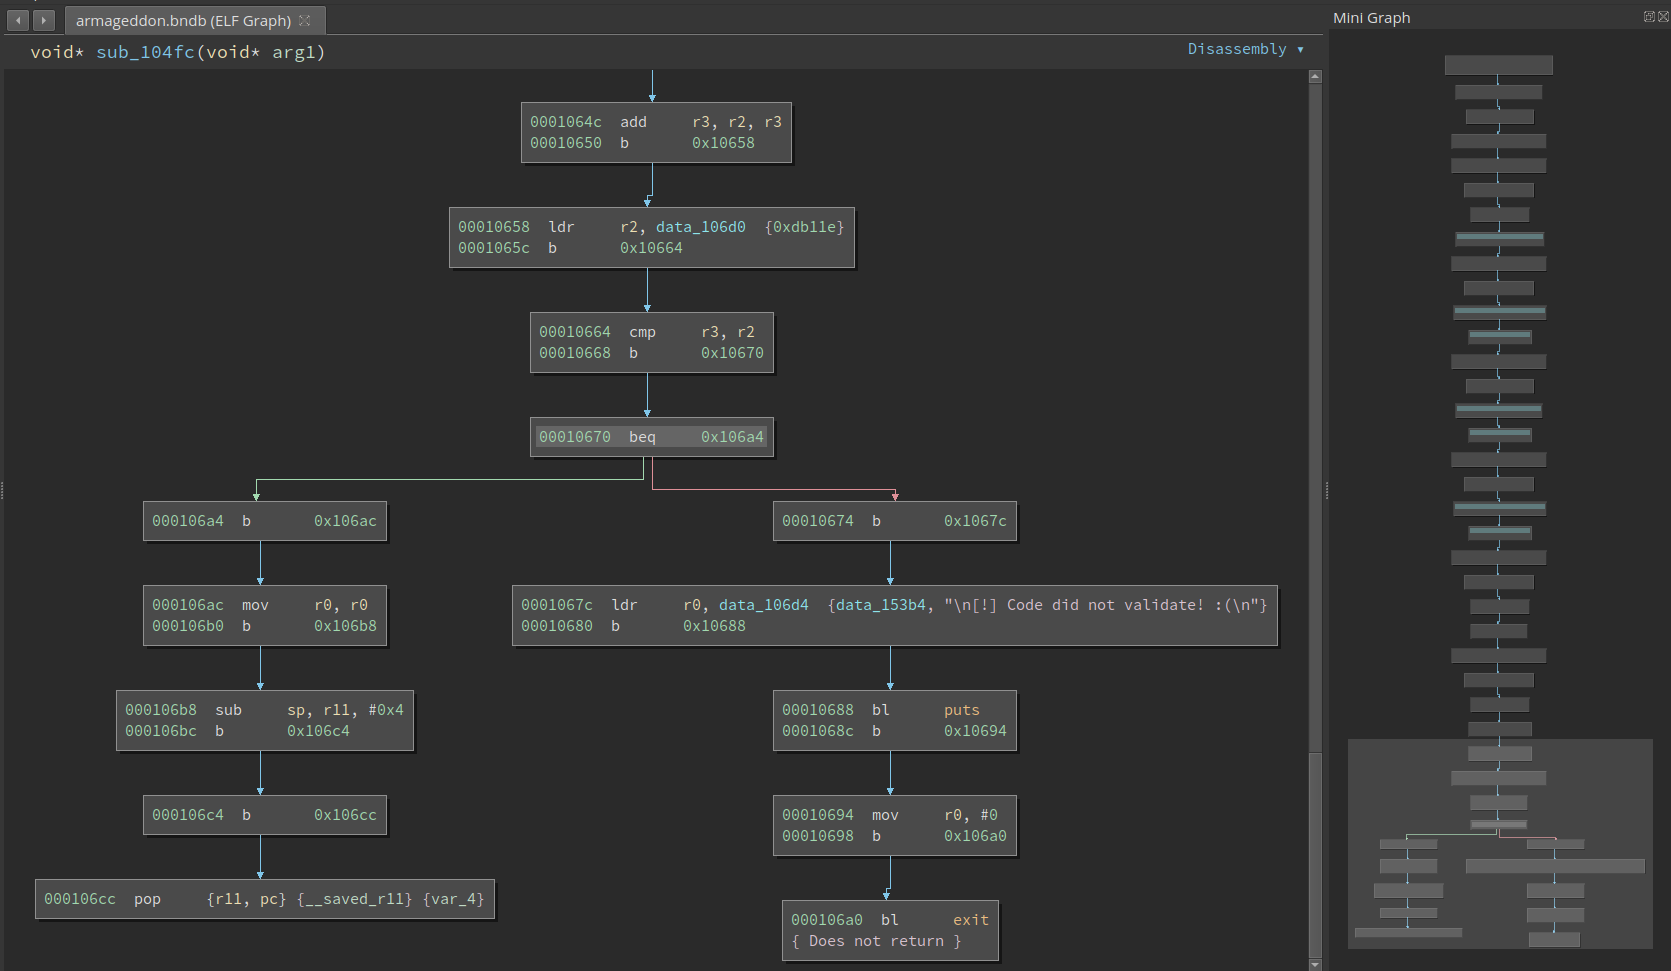 armageddon.bndb (ELF Graph)
Mini Graph
void* sub_104fc(void* arg1)
Disassembly ▾
0001064c add r3, r2, r3
00010650 b 0x10658
00010658 ldr r2, data_106d0 {0xdb11e}
0001065c b 0x10664
00010664 cmp r3, r2
00010668 b 0x10670
00010670 beq 0x106a4
000106a4 b 0x106ac
00010674 b 0x1067c
000106ac mov r0, r0
000106b0 b 0x106b8
0001067c ldr r0, data_106d4 {data_153b4, "\n[!] Code did not validate! :(\n"}
00010680 b 0x10688
000106b8 sub sp, r11, #0x4
000106bc b 0x106c4
00010688 bl puts
0001068c b 0x10694
000106c4 b 0x106cc
00010694 mov r0, #0
00010698 b 0x106a0
000106cc pop {r11, pc} {__saved_r11} {var_4}
000106a0 bl exit
{ Does not return }